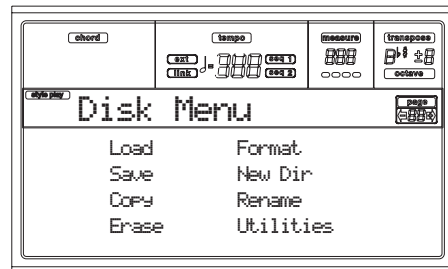 chord tempo measure transpose
ext seq 1
link seq 2
octave
style play page
Disk Menu
Load Format
Save New Dir
Copy Rename
Erase Utilities